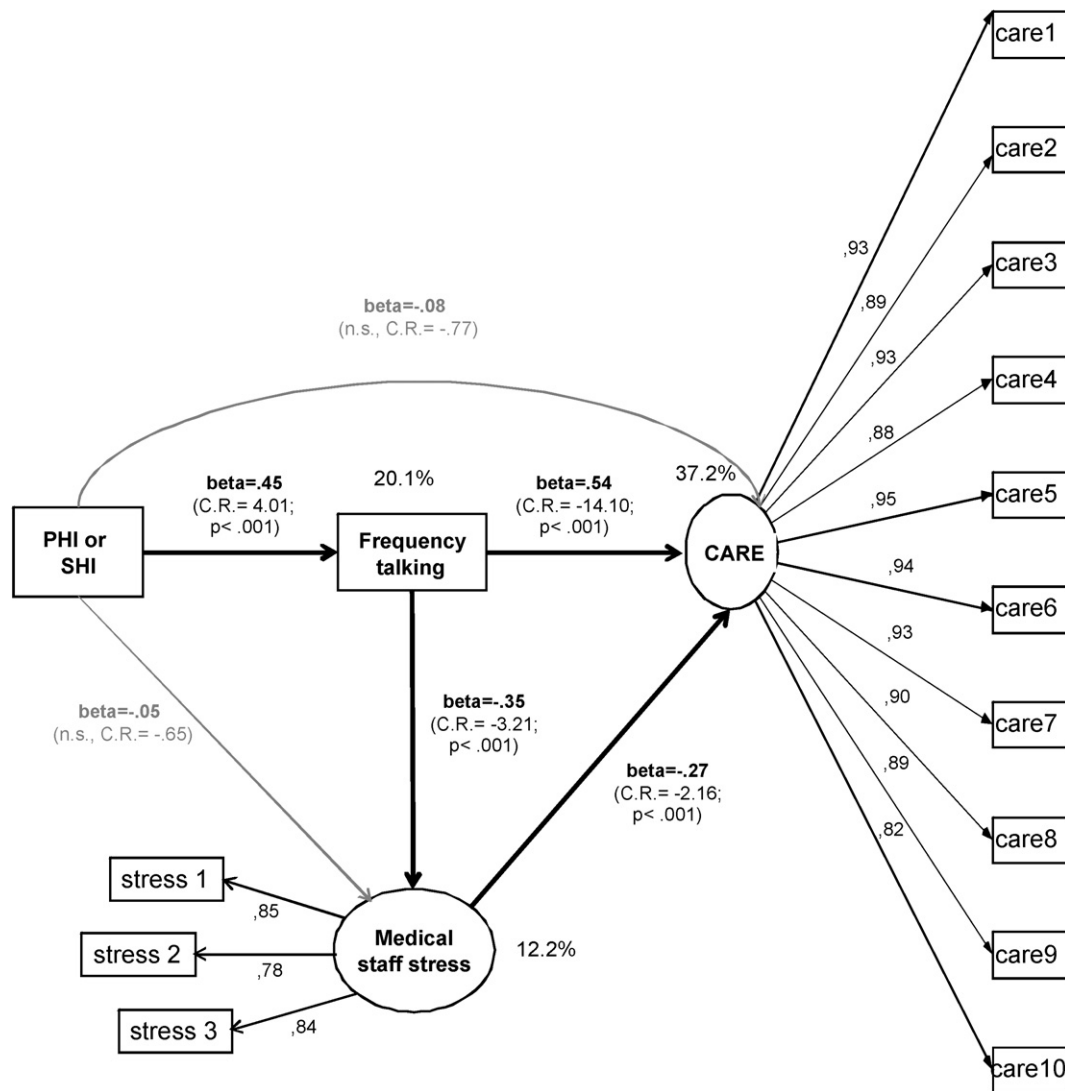 care1
care2
care3
care4
care5
care6
care7
care8
care9
care10
,93
,89
,93
,88
,95
,94
,93
,90
,89
,82
beta=-.08
(n.s., C.R.= -.77)
beta=.45
(C.R.= 4.01;
p< .001)
20.1%
beta=.54
(C.R.= -14.10;
p< .001)
37.2%
PHI or
SHI
Frequency
talking
CARE
beta=-.05
(n.s., C.R.= -.65)
beta=-.35
(C.R.= -3.21;
p< .001)
beta=-.27
(C.R.= -2.16;
p< .001)
stress 1
,85
stress 2
,78
stress 3
,84
Medical
staff stress
12.2%